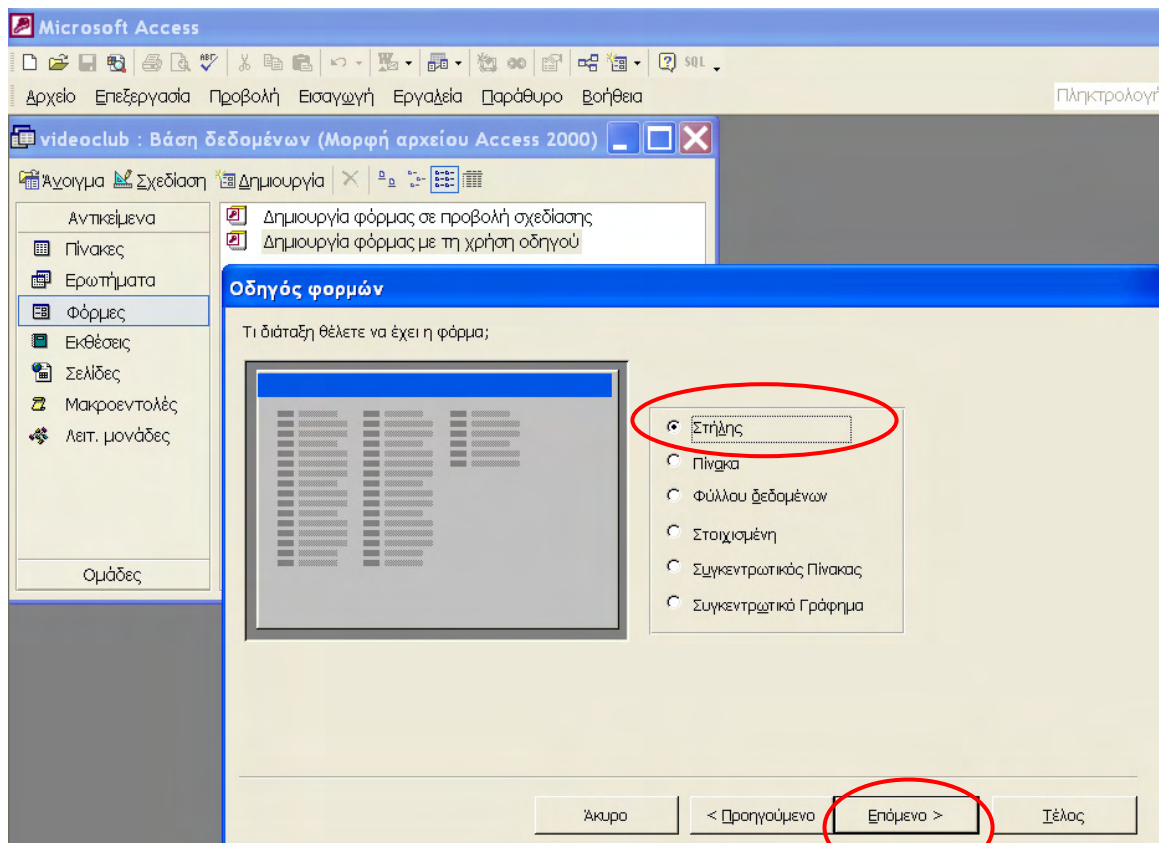 Microsoft Access
ABC
SQL
Αρχείο Επεξεργασία Προβολή Εισαγωγή Εργαλεία Παράθυρο Βοήθεια Πληκτρολογή
videoclub : Βάση δεδομένων (Μορφή αρχείου Access 2000)
Άνοιγμα Σχεδίαση Δημιουργία
Αντικείμενα
Πίνακες
Ερωτήματα
Φόρμες
Εκθέσεις
Σελίδες
Μακροεντολές
Λειτ. μονάδες
Ομάδες
Δημιουργία φόρμας σε προβολή σχεδίασης
Δημιουργία φόρμας με τη χρήση οδηγού
Οδηγός φορμών
Τι διάταξη θέλετε να έχει η φόρμα;
Στήλης
Πίνακα
Φύλλου δεδομένων
Στοιχισμένη
Συγκεντρωτικός Πίνακας
Συγκεντρωτικό Γράφημα
Άκυρο < Προηγούμενο Επόμενο > Τέλος